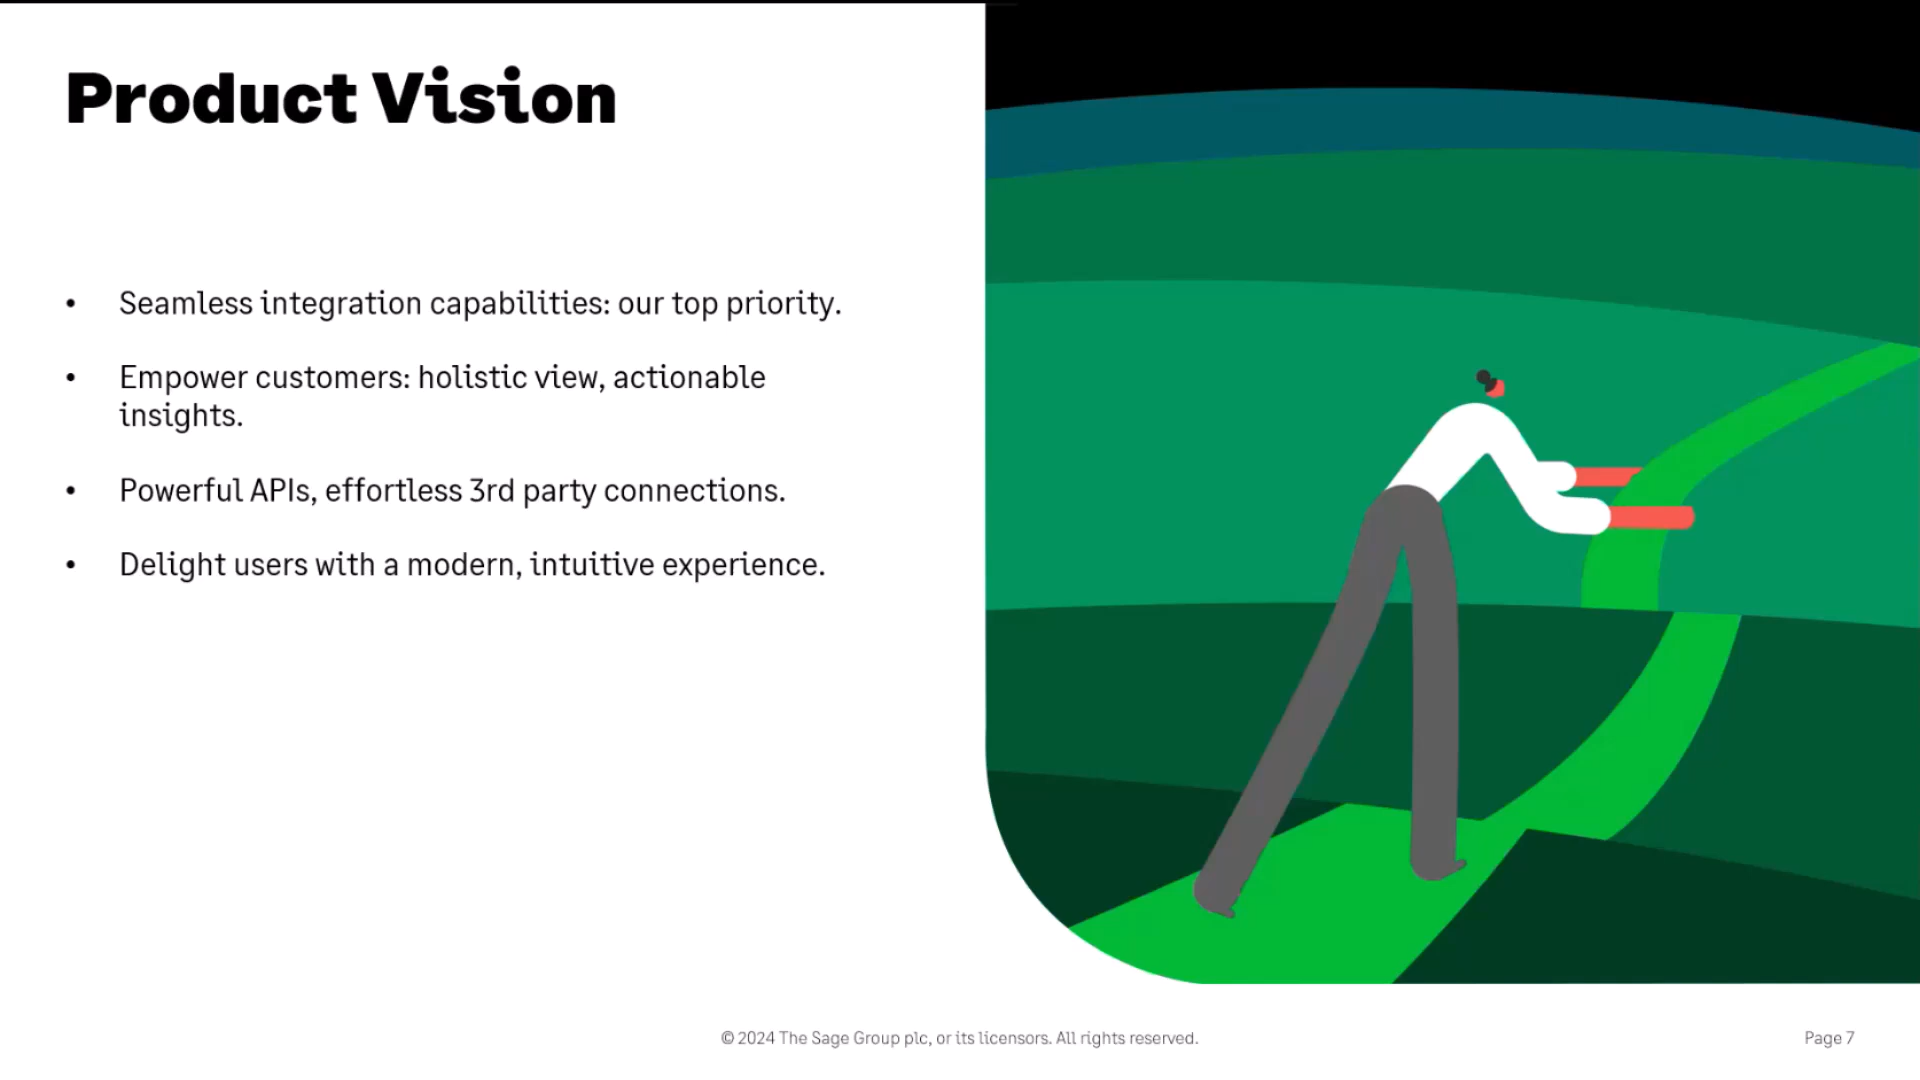 Product Vision
• Seamless integration capabilities: our top priority.
• Empower customers: holistic view, actionable
insights.
• Powerful APIs, effortless 3rd party connections.
• Delight users with a modern, intuitive experience.
© 2024 The Sage Group plc, or its licensors. All rights reserved.
Page 7